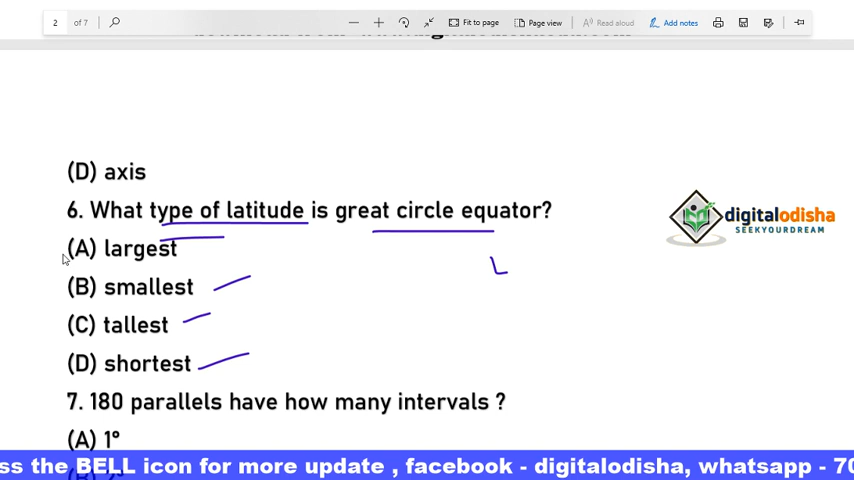 2 of 7 Fit to page Page view Read aloud Add notes
(D) axis
6. What type of latitude is great circle equator?
(A) largest
(B) smallest
(C) tallest
(D) shortest
7. 180 parallels have how many intervals ?
(A) 1°
digitalodisha
SEEKYOURDREAM
ss the BELL icon for more update , facebook - digitalodisha, whatsapp - 70